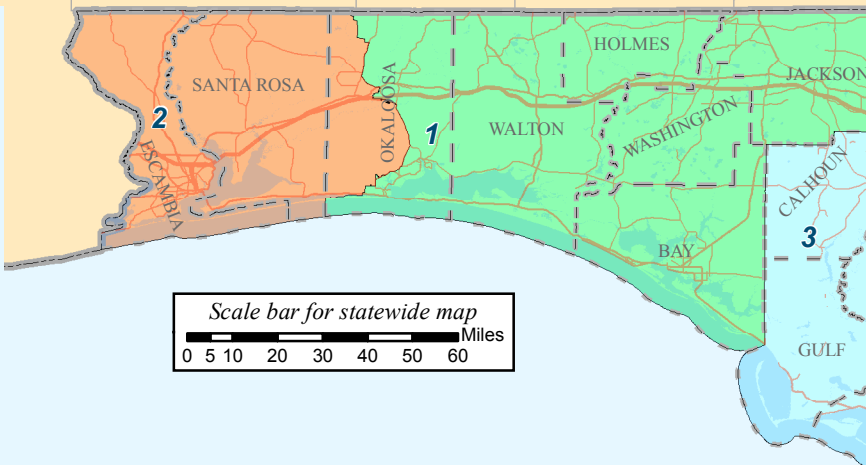 HOLMES
JACKSON
SANTA ROSA
OKALOOSA
2
1
WALTON
WASHINGTON
ESCAMBIA
CALHOUN
3
BAY
Scale bar for statewide map
Miles
0 5 10 20 30 40 50 60
GULF